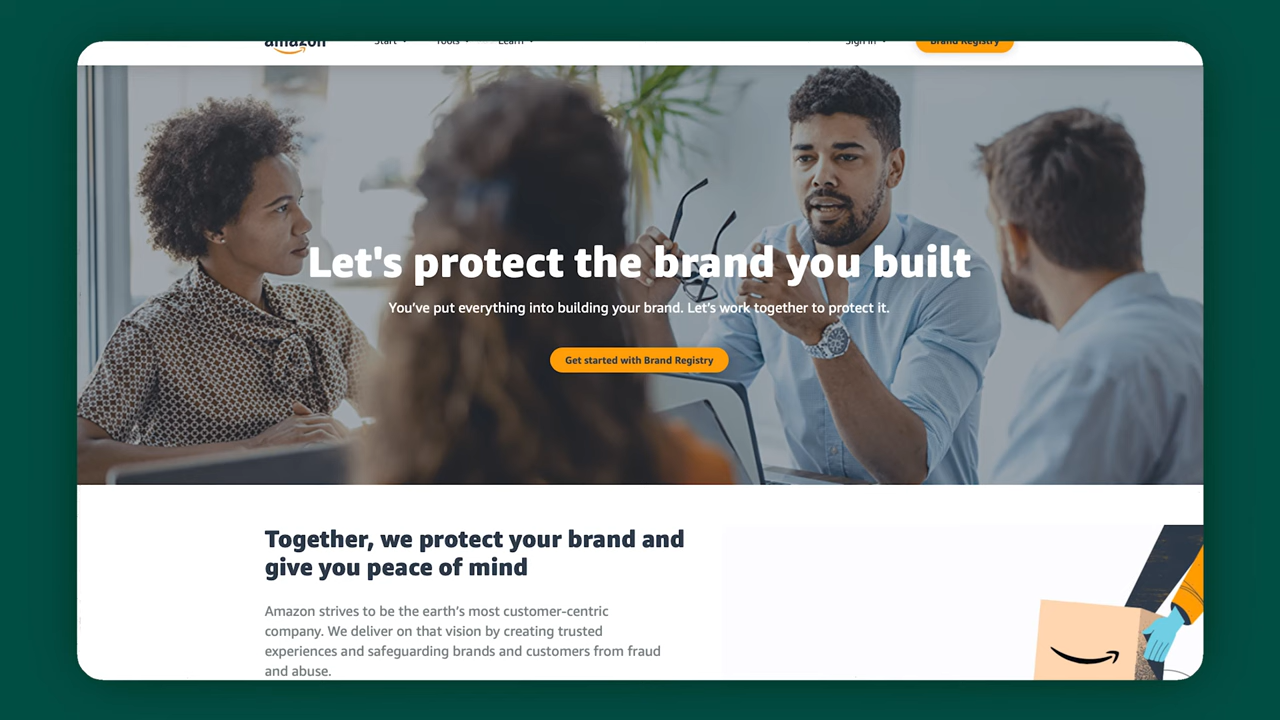 amazon Start Tools Learn Sign in Brand Registry
Let's protect the brand you built
You've put everything into building your brand. Let's work together to protect it.
Get started with Brand Registry
Together, we protect your brand and
give you peace of mind
Amazon strives to be the earth's most customer-centric
company. We deliver on that vision by creating trusted
experiences and safeguarding brands and customers from fraud
and abuse.